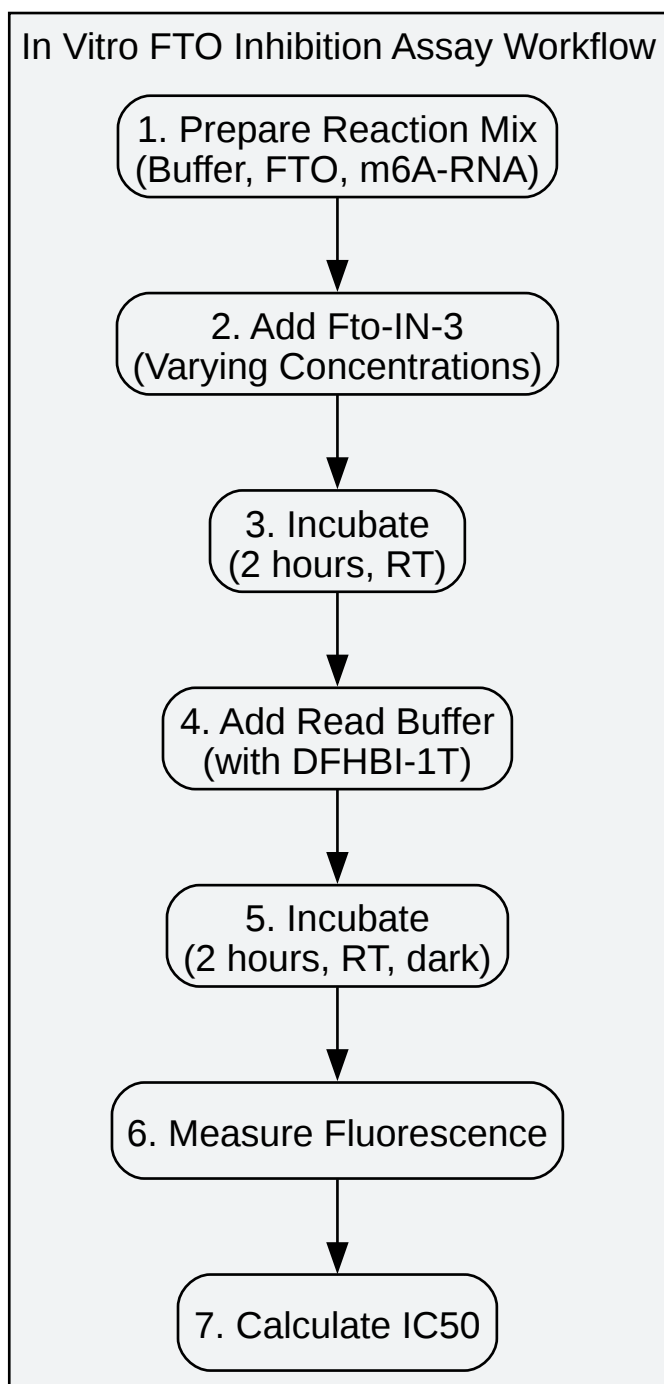 In Vitro FTO Inhibition Assay Workflow
1. Prepare Reaction Mix
(Buffer, FTO, m6A-RNA)
2. Add Fto-IN-3
(Varying Concentrations)
3. Incubate
(2 hours, RT)
4. Add Read Buffer
(with DFHBI-1T)
5. Incubate
(2 hours, RT, dark)
6. Measure Fluorescence
7. Calculate IC50